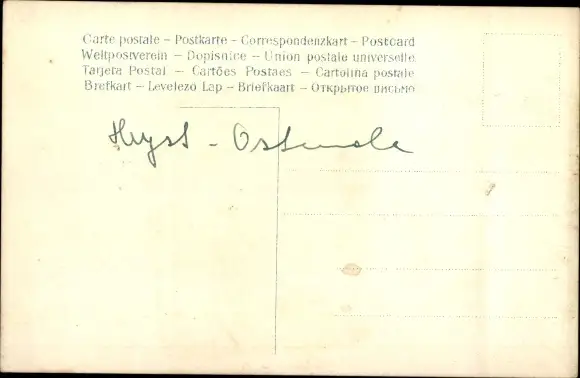 Carte postale – Postkarte – Correspondenzkart – Postcard
Weltpostverein – Dopisnice – Union postale universelle
Tarjeta Postal – Cartões Postaes – Cartolina postale
Brefkart – Levelező Lap – Briefkaart – Открытое письмо
Heyst - Ostende